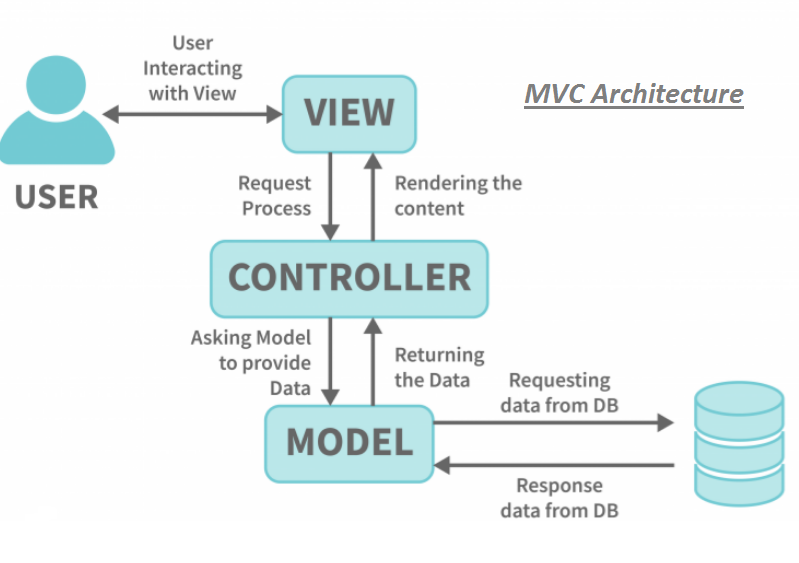 User
Interacting
with View
MVC Architecture
VIEW
USER
Request
Process
Rendering the
content
CONTROLLER
Asking Model
to provide
Data
Returning
the Data
Requesting
data from DB
MODEL
Response
data from DB